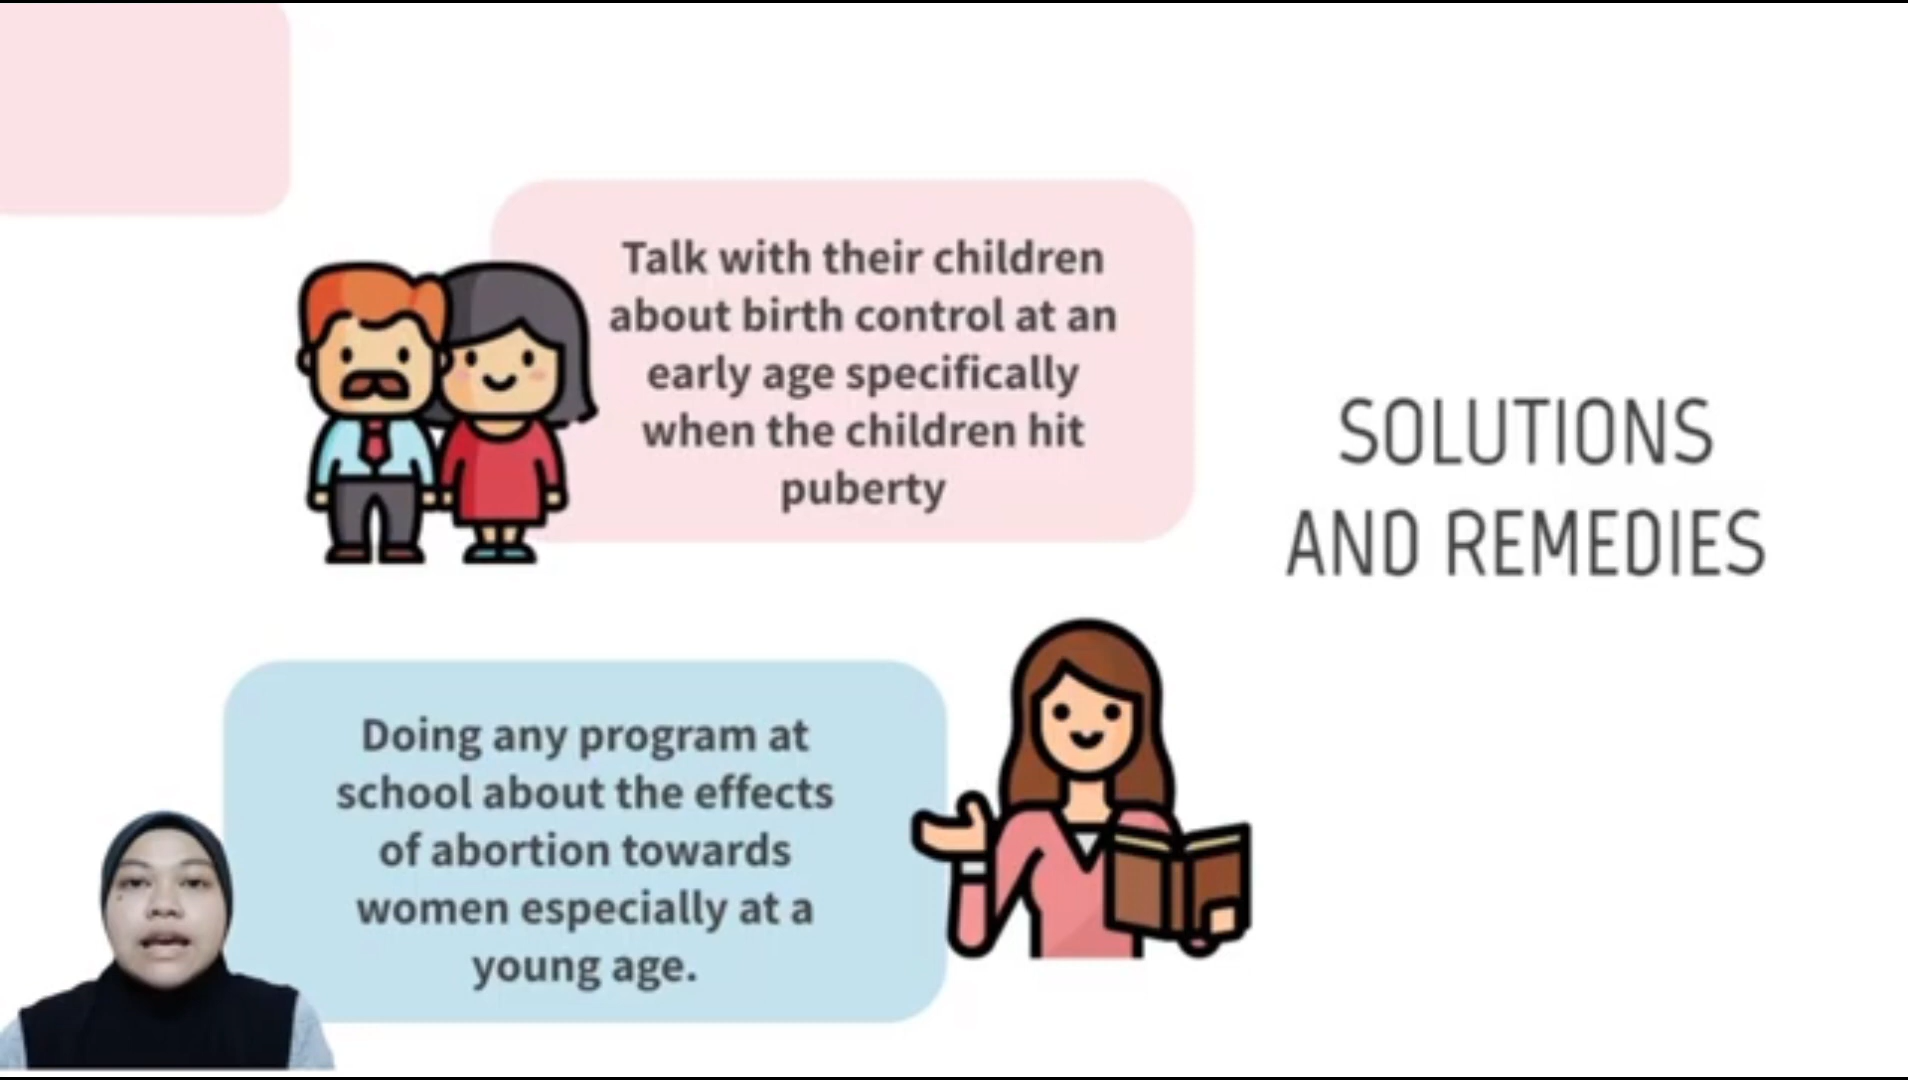 Talk with their children
about birth control at an
early age specifically
when the children hit
puberty
SOLUTIONS
AND REMEDIES
Doing any program at
school about the effects
of abortion towards
women especially at a
young age.